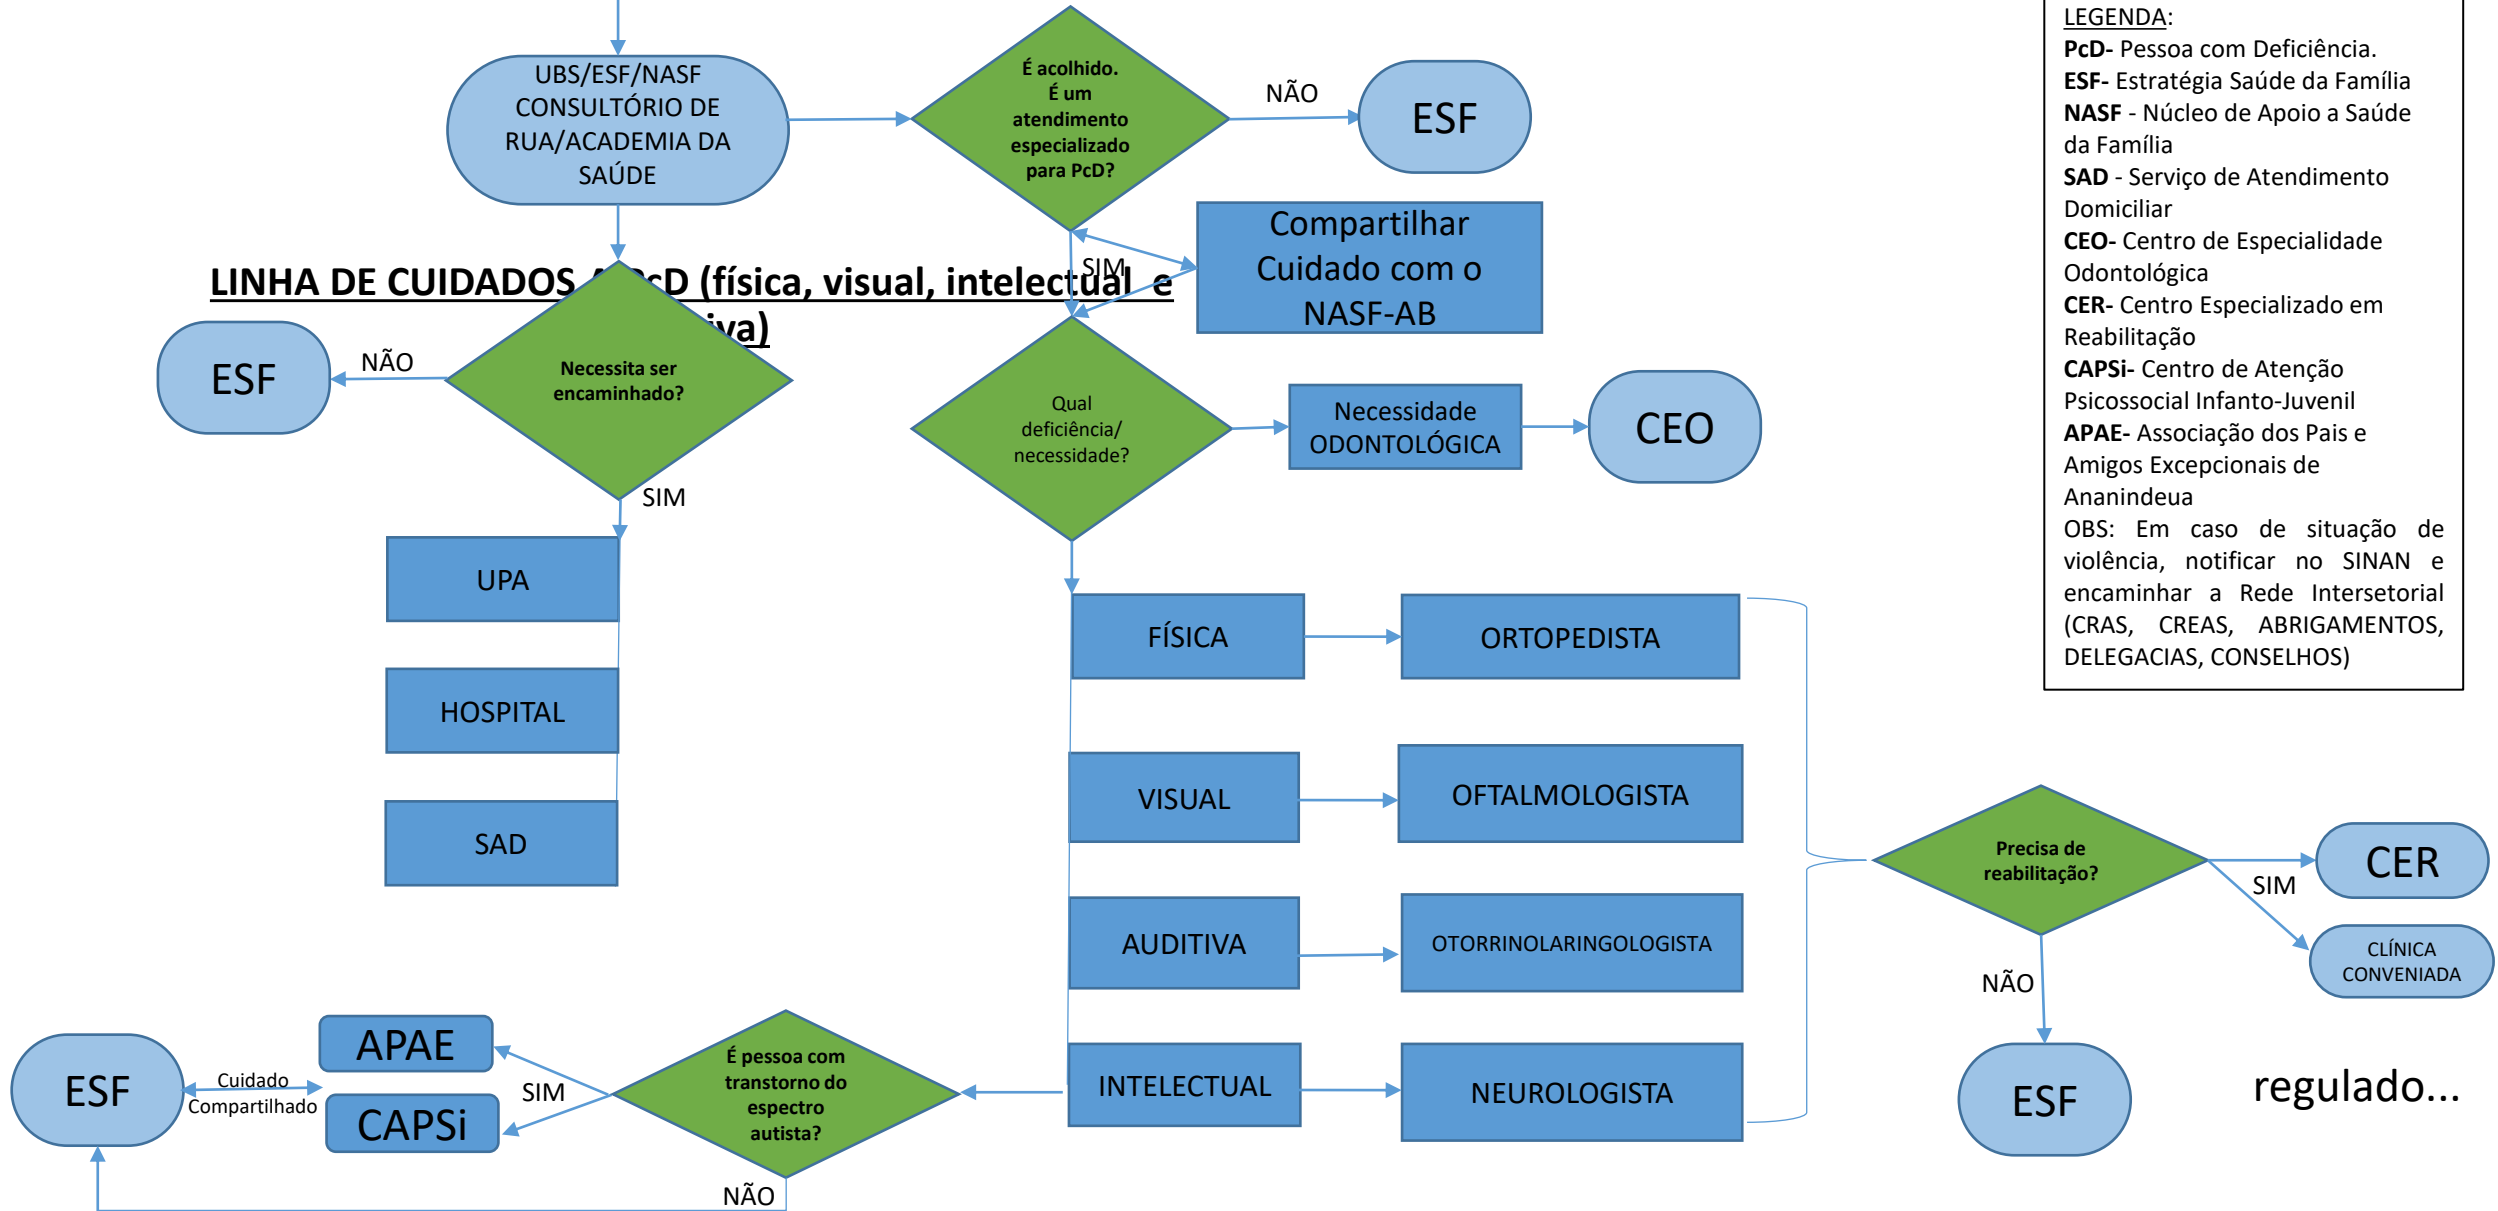 UBS/ESF/NASF
CONSULTÓRIO DE
RUA/ACADEMIA DA
SAÚDE
É acolhido.
É um
atendimento
especializado
para PcD?
NÃO
ESF
SIM
Compartilhar
Cuidado com o
NASF-AB
LINHA DE CUIDADOS PcD (física, visual, intelectual e
iva)
Necessita ser
encaminhado?
NÃO
ESF
SIM
UPA
HOSPITAL
SAD
Qual
deficiência/
necessidade?
Necessidade
ODONTOLÓGICA
CEO
FÍSICA
ORTOPEDISTA
VISUAL
OFTALMOLOGISTA
AUDITIVA
OTORRINOLARINGOLOGISTA
INTELECTUAL
NEUROLOGISTA
É pessoa com
transtorno do
espectro
autista?
SIM
APAE
CAPSi
Cuidado
Compartilhado
ESF
NÃO
Precisa de
reabilitação?
SIM
CER
CLÍNICA
CONVENIADA
NÃO
ESF
regulado...
LEGENDA:
PcD- Pessoa com Deficiência.
ESF- Estratégia Saúde da Família
NASF - Núcleo de Apoio a Saúde
da Família
SAD - Serviço de Atendimento
Domiciliar
CEO- Centro de Especialidade
Odontológica
CER- Centro Especializado em
Reabilitação
CAPSi- Centro de Atenção
Psicossocial Infanto-Juvenil
APAE- Associação dos Pais e
Amigos Excepcionais de
Ananindeua
OBS: Em caso de situação de
violência, notificar no SINAN e
encaminhar a Rede Intersetorial
(CRAS, CREAS, ABRIGAMENTOS,
DELEGACIAS, CONSELHOS)